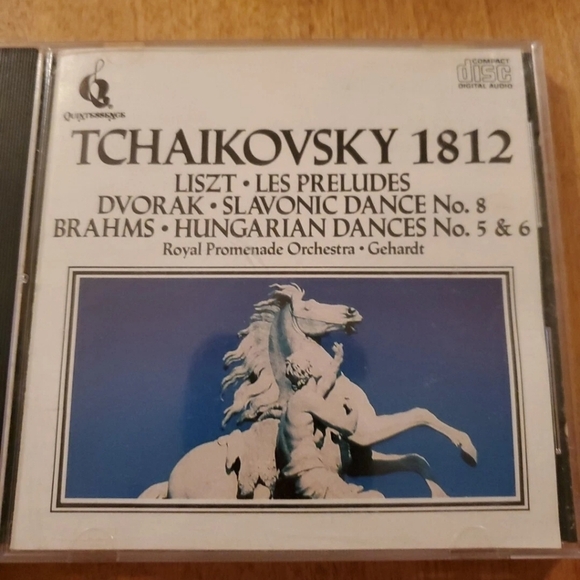 QUINTESSENCE
COMPACT
disc
DIGITAL AUDIO
TCHAIKOVSKY 1812
LISZT • LES PRELUDES
DVORAK • SLAVONIC DANCE No. 8
BRAHMS • HUNGARIAN DANCES No. 5 & 6
Royal Promenade Orchestra • Gehardt